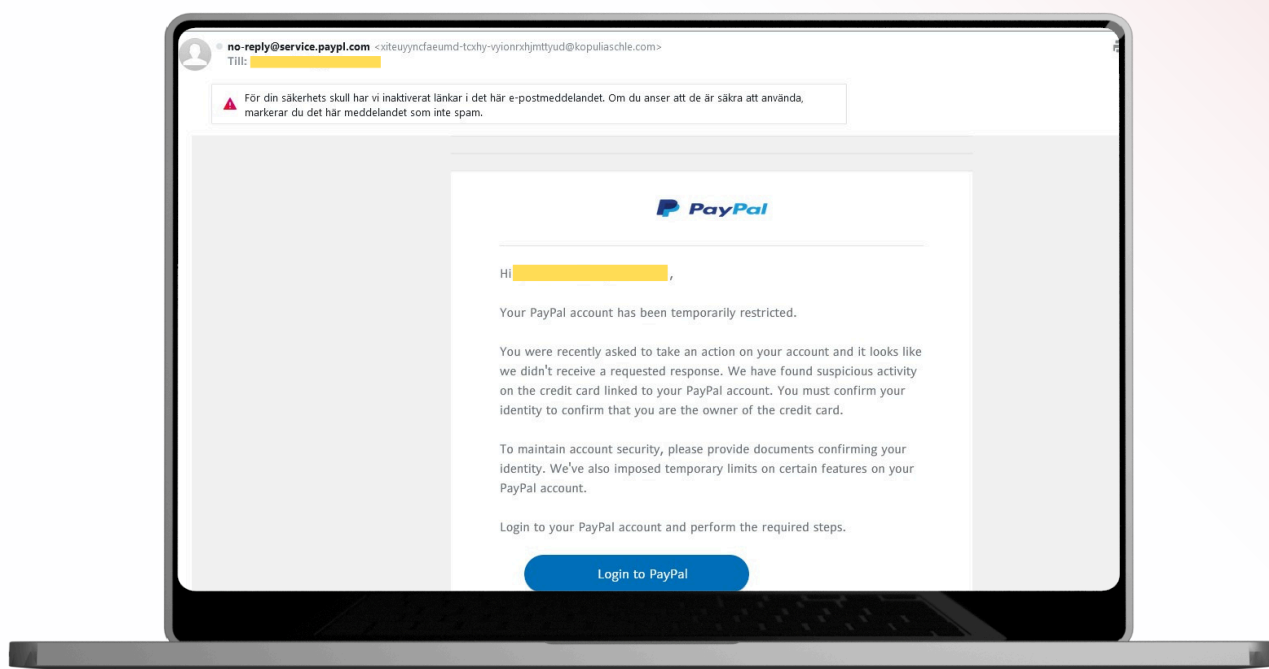 no-reply@service.paypl.com <xiteuyyncfaeumd-tcxhy-vyionrxhjmttyud@kopuliaschle.com>
Till:
För din säkerhets skull har vi inaktiverat länkar i det här e-postmeddelandet. Om du anser att de är säkra att använda,
markerar du det här meddelandet som inte spam.
PayPal
Hi ,
Your PayPal account has been temporarily restricted.
You were recently asked to take an action on your account and it looks like
we didn't receive a requested response. We have found suspicious activity
on the credit card linked to your PayPal account. You must confirm your
identity to confirm that you are the owner of the credit card.
To maintain account security, please provide documents confirming your
identity. We've also imposed temporary limits on certain features on your
PayPal account.
Login to your PayPal account and perform the required steps.
Login to PayPal